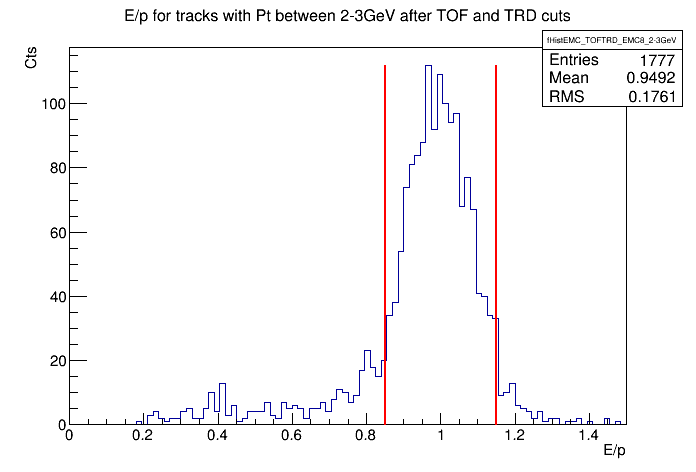 E/p for tracks with Pt between 2-3GeV after TOF and TRD cuts
fHistEMC_TOFTRD_EMC8_2-3GeV
Entries 1777
Mean 0.9492
RMS 0.1761
Cts
100
80
60
40
20
0
0 0.2 0.4 0.6 0.8 1 1.2 1.4
E/p